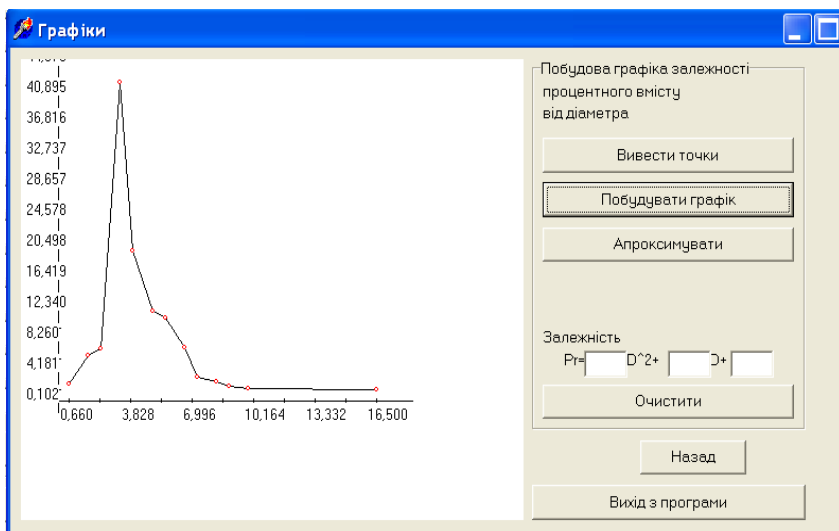 Графіки
40,895
36,816
32,737
28,657
24,578
20,498
16,419
12,340
8,260
4,181
0,102
0,660 3,828 6,996 10,164 13,332 16,500
Побудова графіка залежності
процентного вмісту
від діаметра
Вивести точки
Побудувати графік
Апроксимувати
Залежність
Pr= D^2+ D+
Очистити
Назад
Вихід з програми